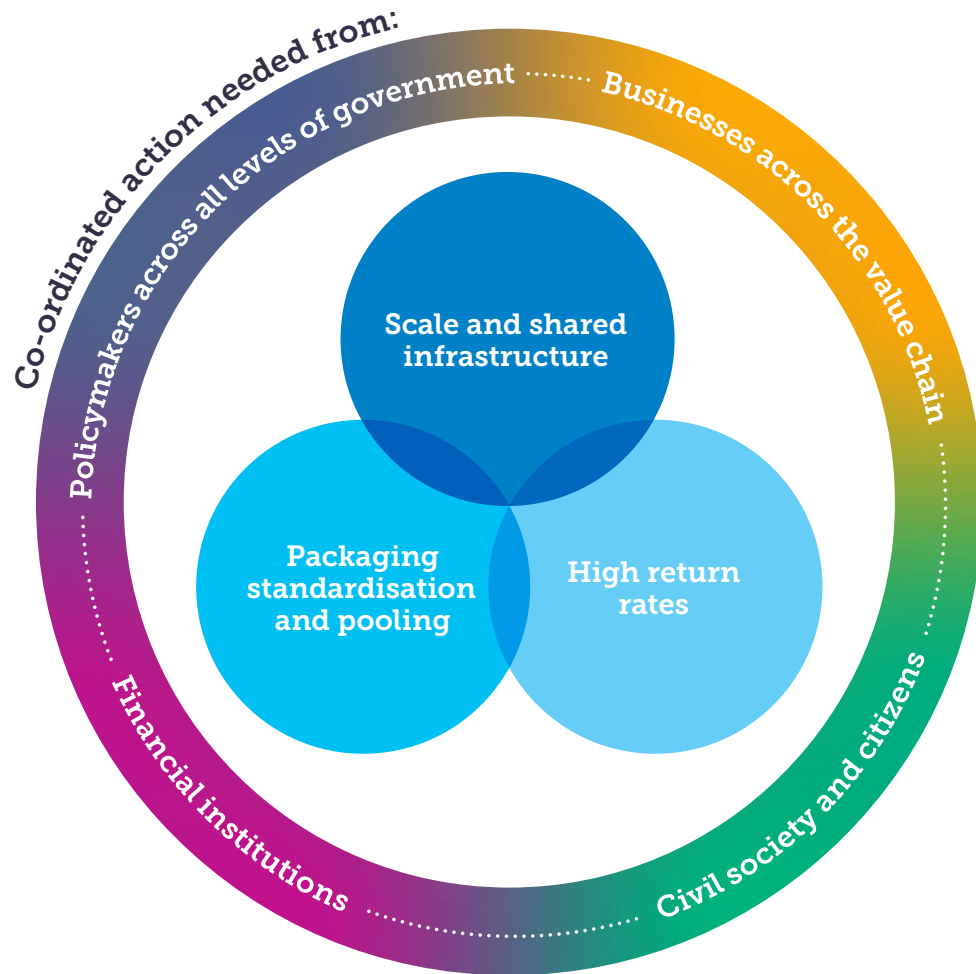 Co-ordinated action needed from:
Policymakers across all levels of government
Businesses across the value chain
Scale and shared
infrastructure
Packaging
standardisation
and pooling
High return
rates
Financial institutions
Civil society and citizens